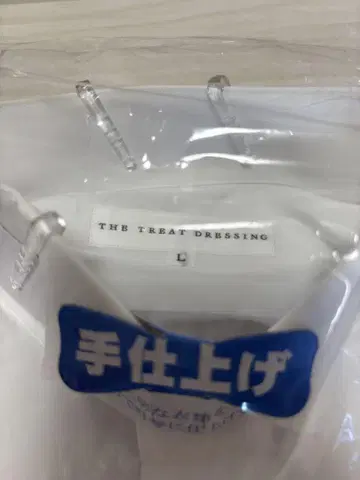 THE TREAT DRESSING
L
手仕上げ